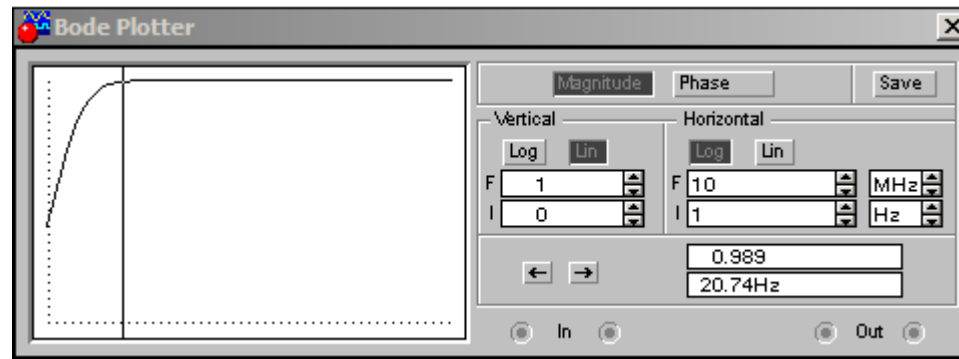 Bode Plotter
Magnitude Phase Save
Vertical Horizontal
Log Lin Log Lin
F 1 F 10 MHz
I 0 I 1 Hz
← → 0.989
20.74Hz
In Out